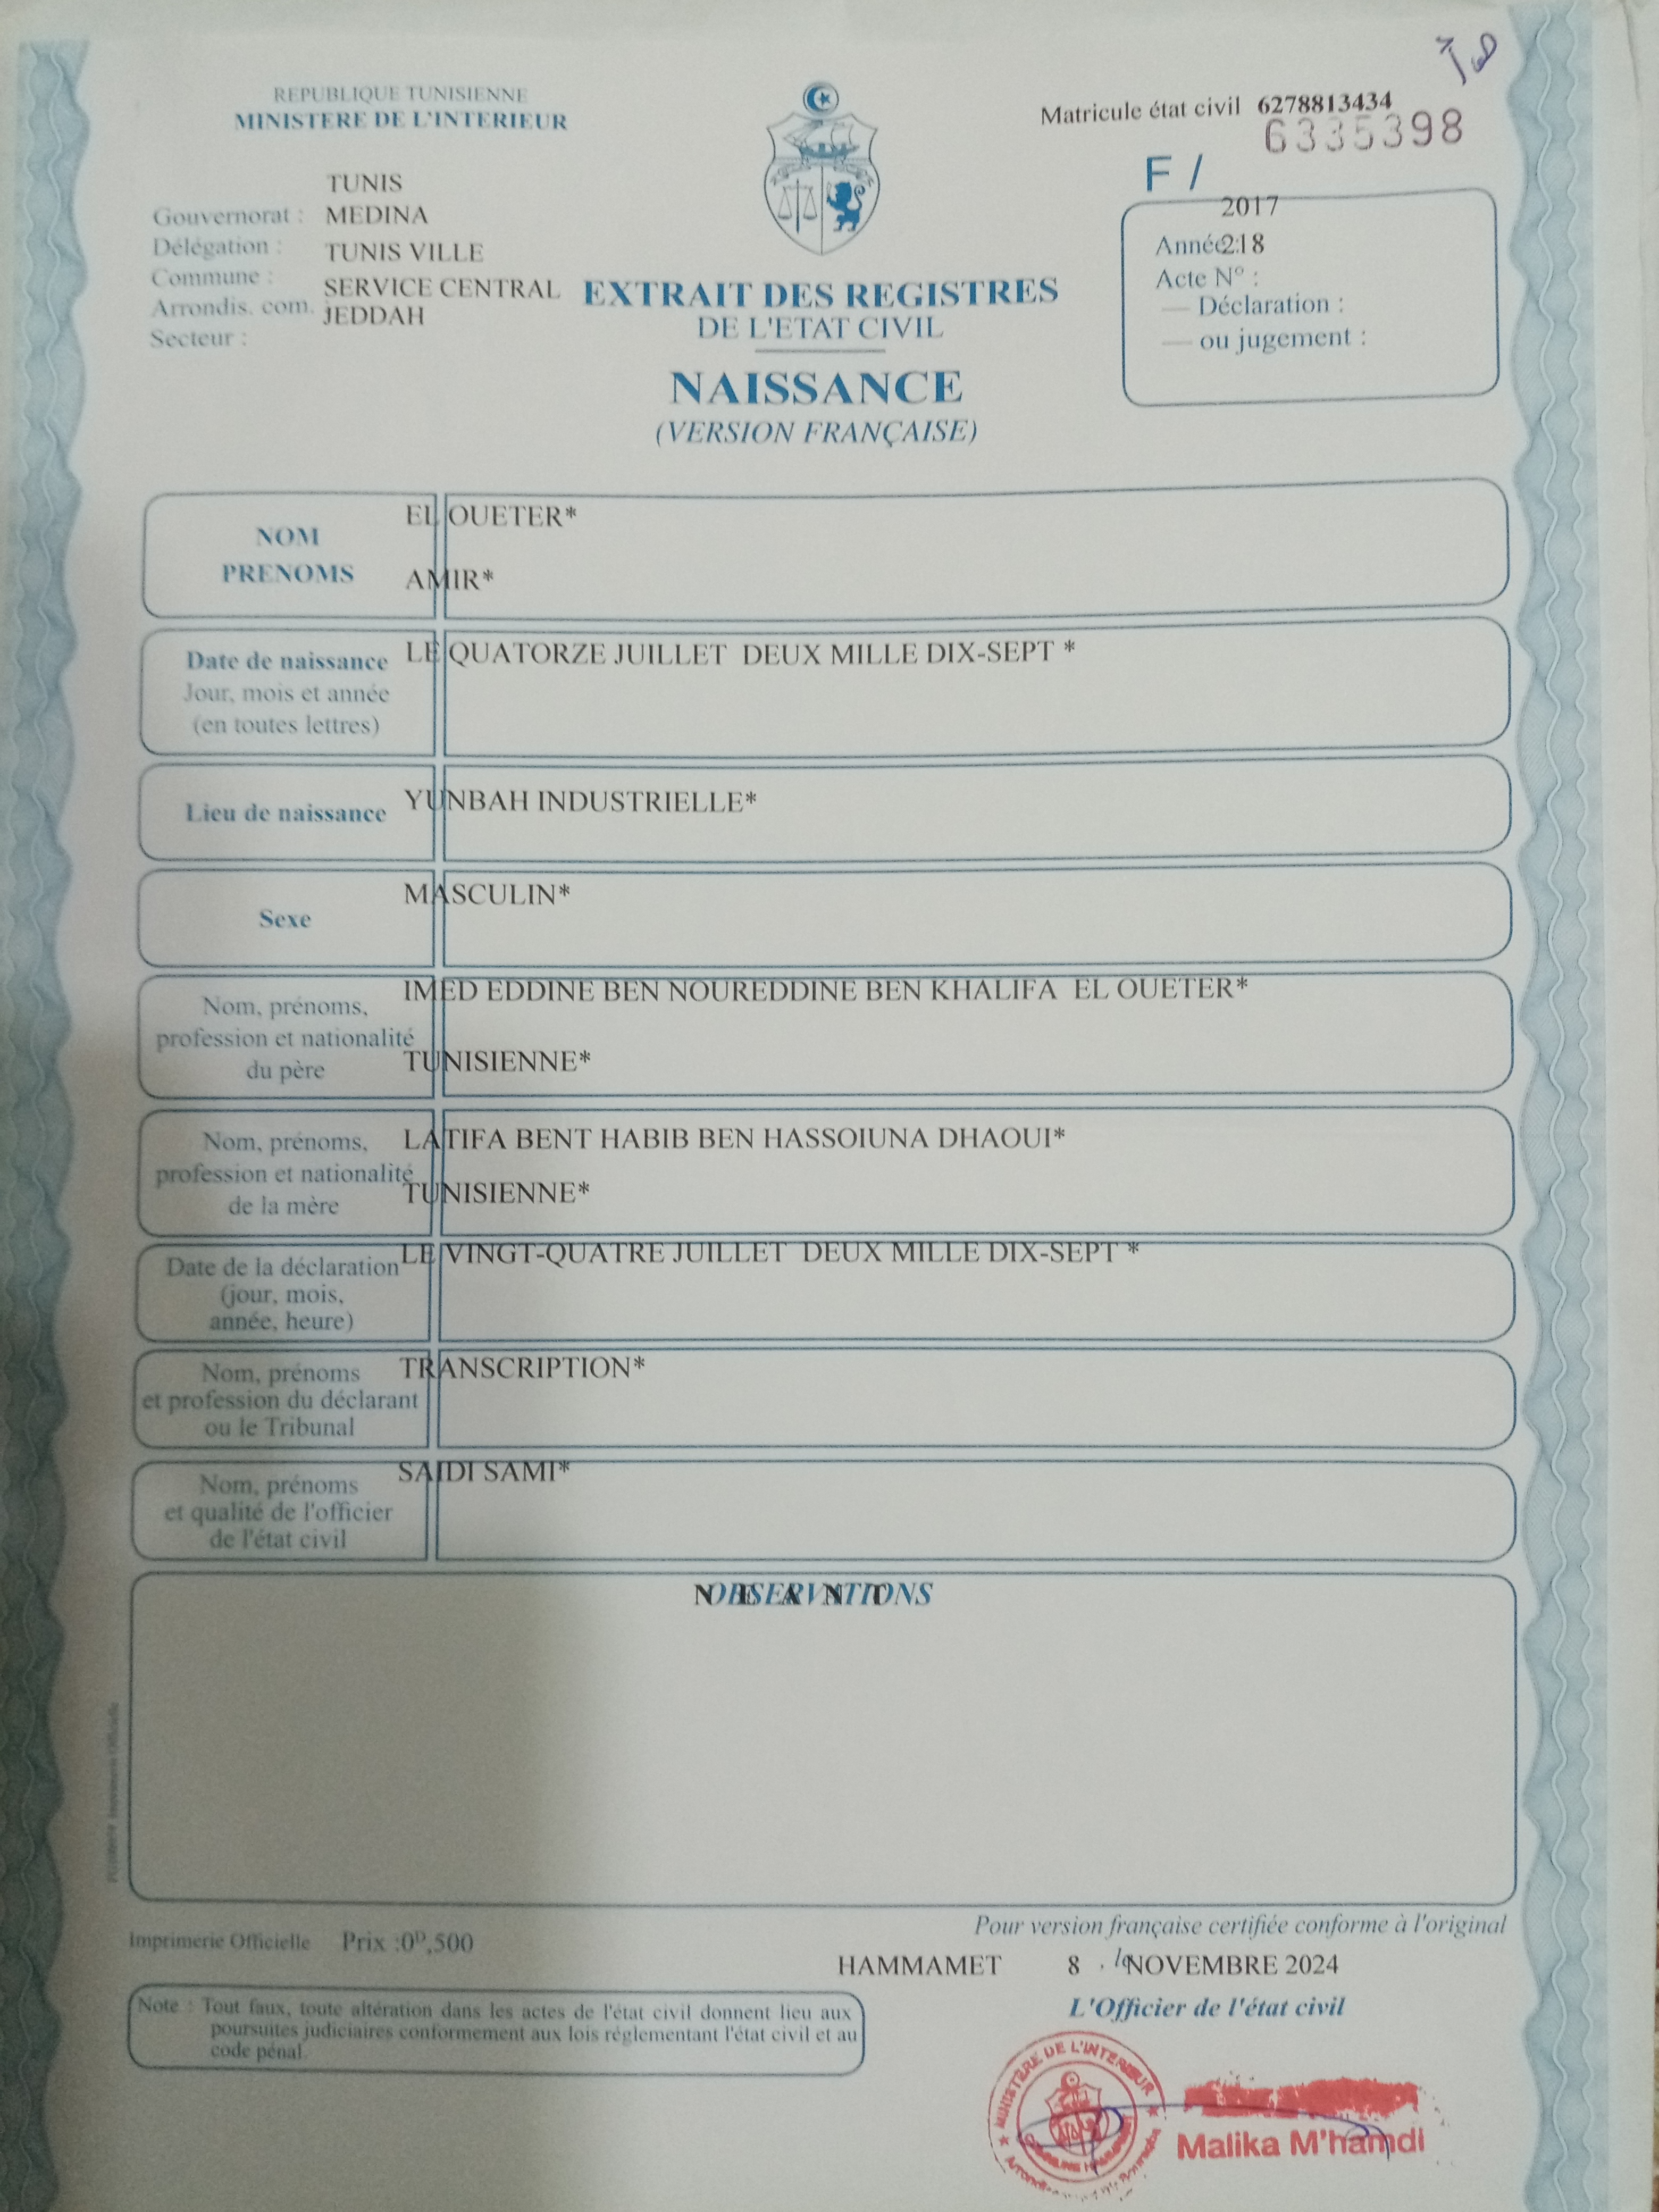 REPUBLIQUE TUNISIENNE
MINISTERE DE L'INTERIEUR
Matricule état civil 6278813434
6335398
F /
TUNIS
Gouvernorat : MEDINA
Délégation : TUNIS VILLE
Commune : SERVICE CENTRAL
Arrondis. com. JEDDAH
Secteur :
2017
Année : 218
Acte N° :
— Déclaration :
— ou jugement :
EXTRAIT DES REGISTRES
DE L'ETAT CIVIL
NAISSANCE
(VERSION FRANÇAISE)
NOM
PRENOMS
EL OUETER*
AMIR*
Date de naissance
Jour, mois et année
(en toutes lettres)
LE QUATORZE JUILLET DEUX MILLE DIX-SEPT *
Lieu de naissance
YUNBAH INDUSTRIELLE*
Sexe
MASCULIN*
Nom, prénoms,
profession et nationalité
du père
IMED EDDINE BEN NOUREDDINE BEN KHALIFA EL OUETER*
TUNISIENNE*
Nom, prénoms,
profession et nationalité
de la mère
LATIFA BENT HABIB BEN HASSOIUNA DHAOUI*
TUNISIENNE*
Date de la déclaration
(jour, mois,
année, heure)
LE VINGT-QUATRE JUILLET DEUX MILLE DIX-SEPT *
Nom, prénoms
et profession du déclarant
ou le Tribunal
TRANSCRIPTION*
Nom, prénoms
et qualité de l'officier
de l'état civil
SAIDI SAMI*
OBSERVATIONS
N E A N T
Imprimerie Officielle Prix :0ᴰ,500
Pour version française certifiée conforme à l'original
HAMMAMET 8 , le NOVEMBRE 2024
L'Officier de l'état civil
Note : Tout faux, toute altération dans les actes de l'état civil donnent lieu aux
poursuites judiciaires conformement aux lois réglementant l'état civil et au
code pénal.
MINISTERE DE L'INTERIEUR
Malika M'hamdi